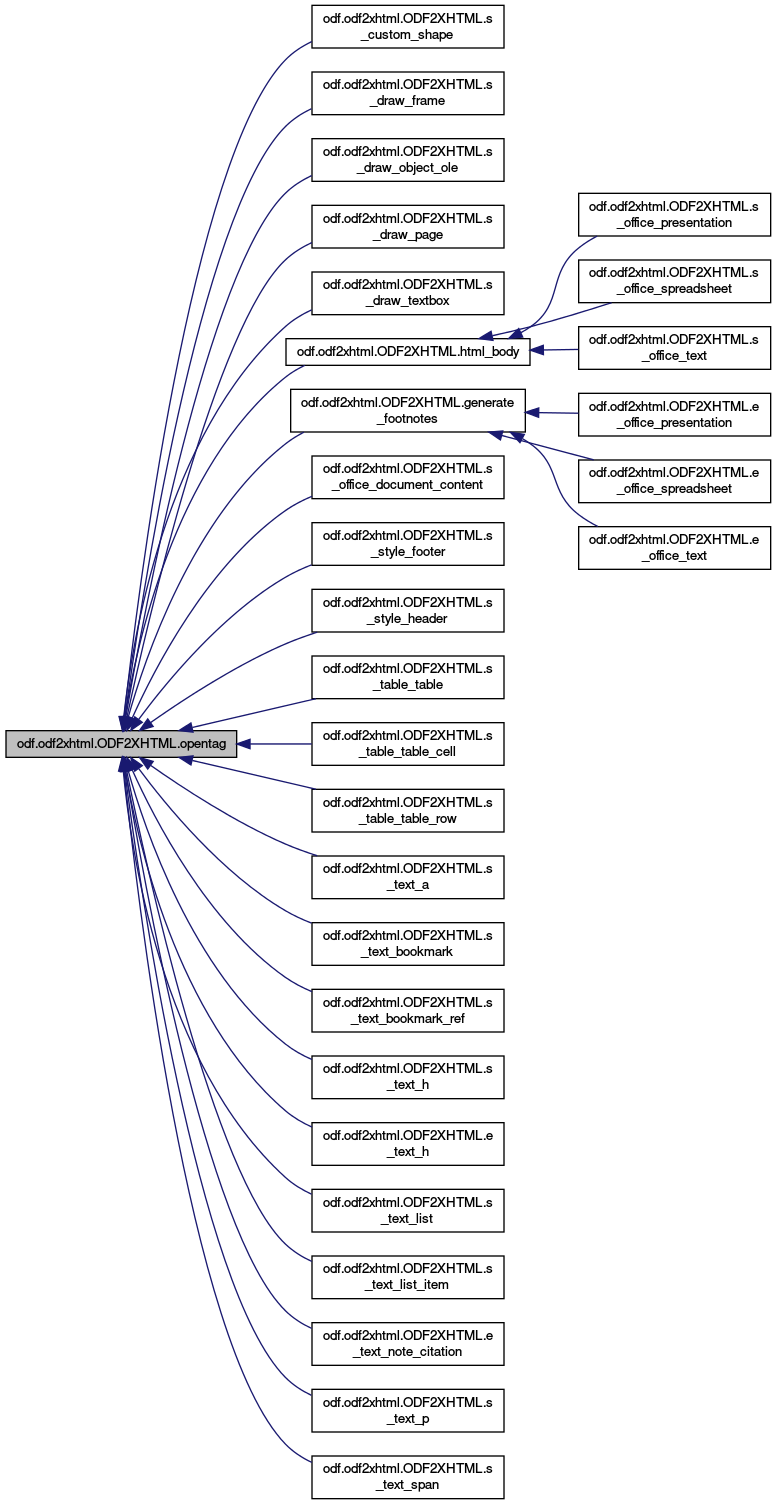 odf.odf2xhtml.ODF2XHTML.opentag
odf.odf2xhtml.ODF2XHTML.s
_custom_shape
odf.odf2xhtml.ODF2XHTML.s
_draw_frame
odf.odf2xhtml.ODF2XHTML.s
_draw_object_ole
odf.odf2xhtml.ODF2XHTML.s
_draw_page
odf.odf2xhtml.ODF2XHTML.s
_draw_textbox
odf.odf2xhtml.ODF2XHTML.html_body
odf.odf2xhtml.ODF2XHTML.generate
_footnotes
odf.odf2xhtml.ODF2XHTML.s
_office_document_content
odf.odf2xhtml.ODF2XHTML.s
_style_footer
odf.odf2xhtml.ODF2XHTML.s
_style_header
odf.odf2xhtml.ODF2XHTML.s
_table_table
odf.odf2xhtml.ODF2XHTML.s
_table_table_cell
odf.odf2xhtml.ODF2XHTML.s
_table_table_row
odf.odf2xhtml.ODF2XHTML.s
_text_a
odf.odf2xhtml.ODF2XHTML.s
_text_bookmark
odf.odf2xhtml.ODF2XHTML.s
_text_bookmark_ref
odf.odf2xhtml.ODF2XHTML.s
_text_h
odf.odf2xhtml.ODF2XHTML.e
_text_h
odf.odf2xhtml.ODF2XHTML.s
_text_list
odf.odf2xhtml.ODF2XHTML.s
_text_list_item
odf.odf2xhtml.ODF2XHTML.e
_text_note_citation
odf.odf2xhtml.ODF2XHTML.s
_text_p
odf.odf2xhtml.ODF2XHTML.s
_text_span
odf.odf2xhtml.ODF2XHTML.s
_office_presentation
odf.odf2xhtml.ODF2XHTML.s
_office_spreadsheet
odf.odf2xhtml.ODF2XHTML.s
_office_text
odf.odf2xhtml.ODF2XHTML.e
_office_presentation
odf.odf2xhtml.ODF2XHTML.e
_office_spreadsheet
odf.odf2xhtml.ODF2XHTML.e
_office_text